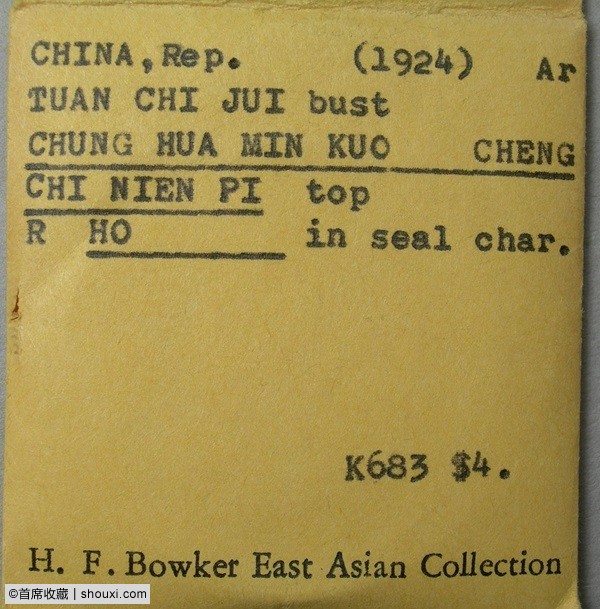 CHINA, Rep. (1924) Ar
TUAN CHI JUI bust
CHUNG HUA MIN KUO CHENG
CHI NIEN PI top
R HO in seal char.
K683 $4.
H. F. Bowker East Asian Collection
©首席收藏 | shouxi.com